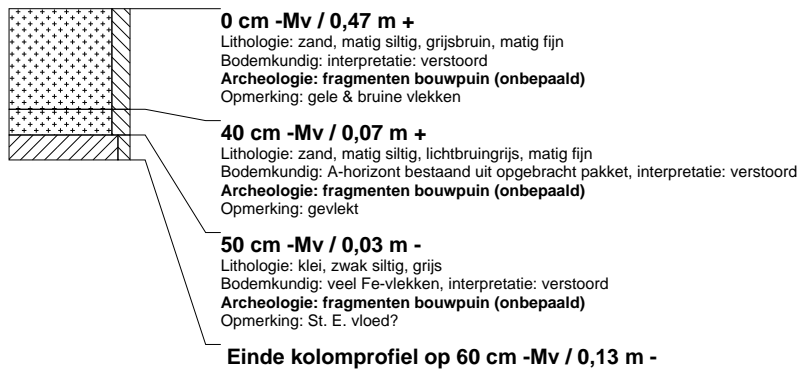 0 cm -Mv / 0,47 m +
Lithologie: zand, matig siltig, grijsbruin, matig fijn
Bodemkundig: interpretatie: verstoord
Archeologie: fragmenten bouwpuin (onbepaald)
Opmerking: gele & bruine vlekken
40 cm -Mv / 0,07 m +
Lithologie: zand, matig siltig, lichtbruingrijs, matig fijn
Bodemkundig: A-horizont bestaand uit opgebracht pakket, interpretatie: verstoord
Archeologie: fragmenten bouwpuin (onbepaald)
Opmerking: gevlekt
50 cm -Mv / 0,03 m -
Lithologie: klei, zwak siltig, grijs
Bodemkundig: veel Fe-vlekken, interpretatie: verstoord
Archeologie: fragmenten bouwpuin (onbepaald)
Opmerking: St. E. vloed?
Einde kolomprofiel op 60 cm -Mv / 0,13 m -